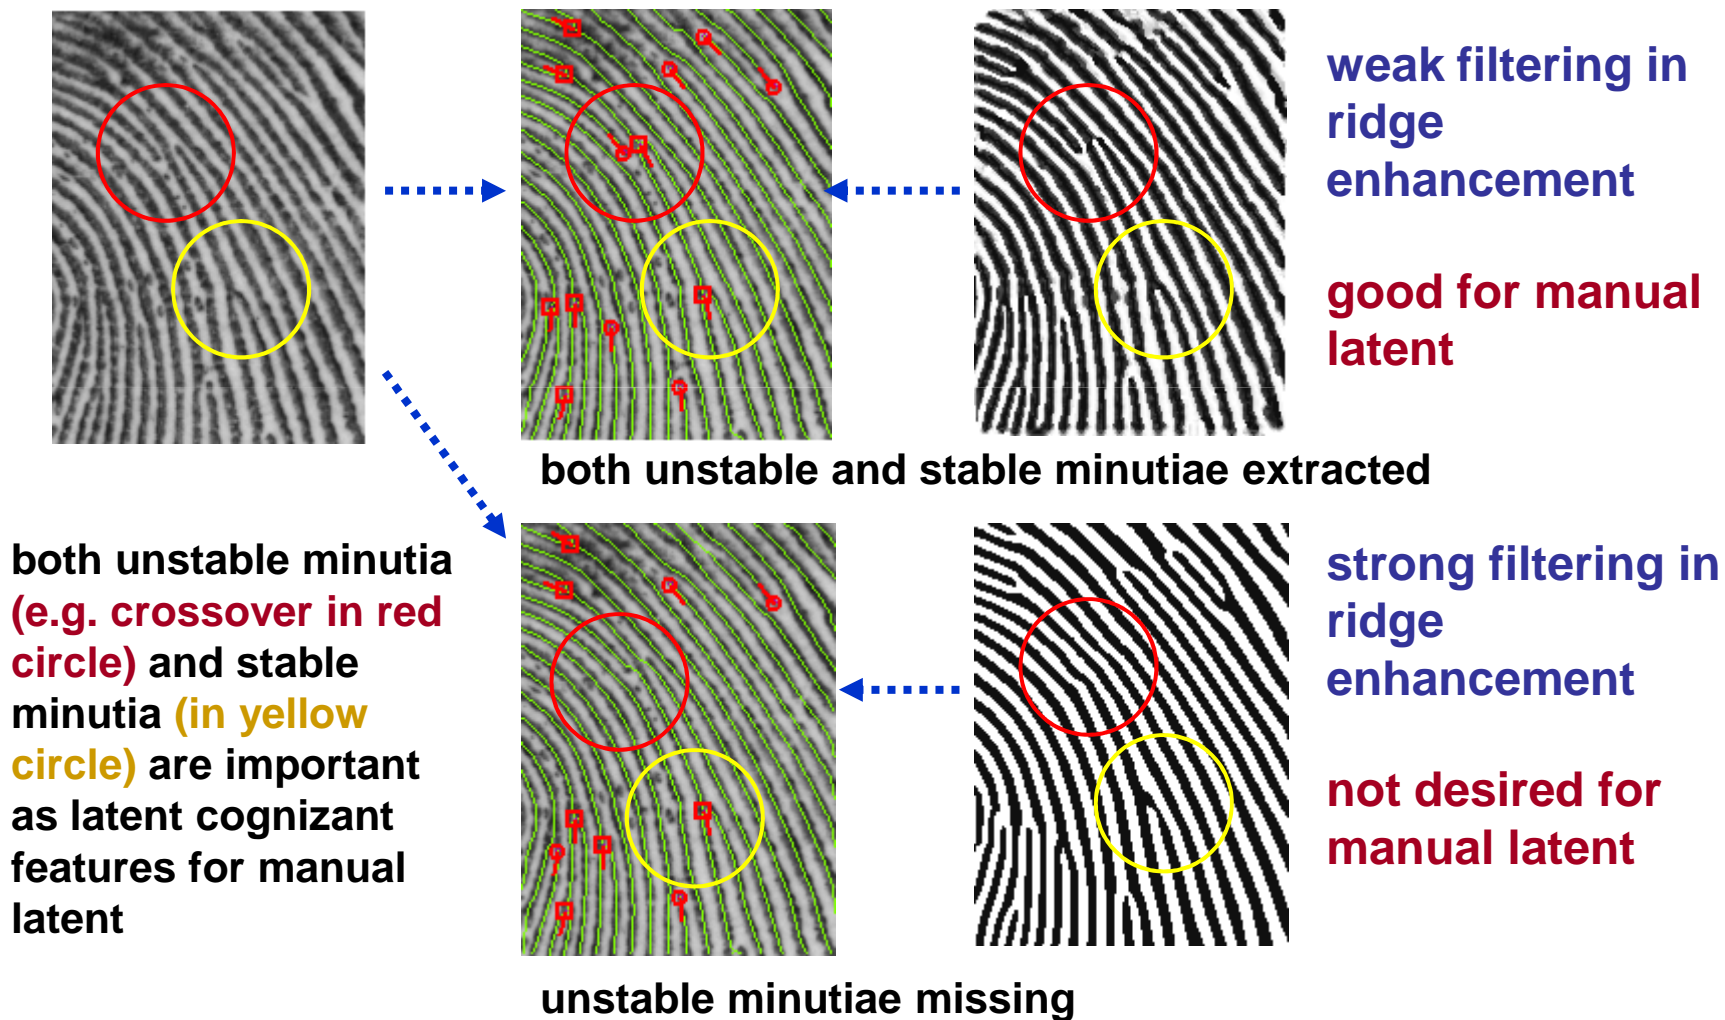 weak filtering in
ridge
enhancement
good for manual
latent
both unstable and stable minutiae extracted
both unstable minutia
(e.g. crossover in red
circle) and stable
minutia (in yellow
circle) are important
as latent cognizant
features for manual
latent
strong filtering in
ridge
enhancement
not desired for
manual latent
unstable minutiae missing